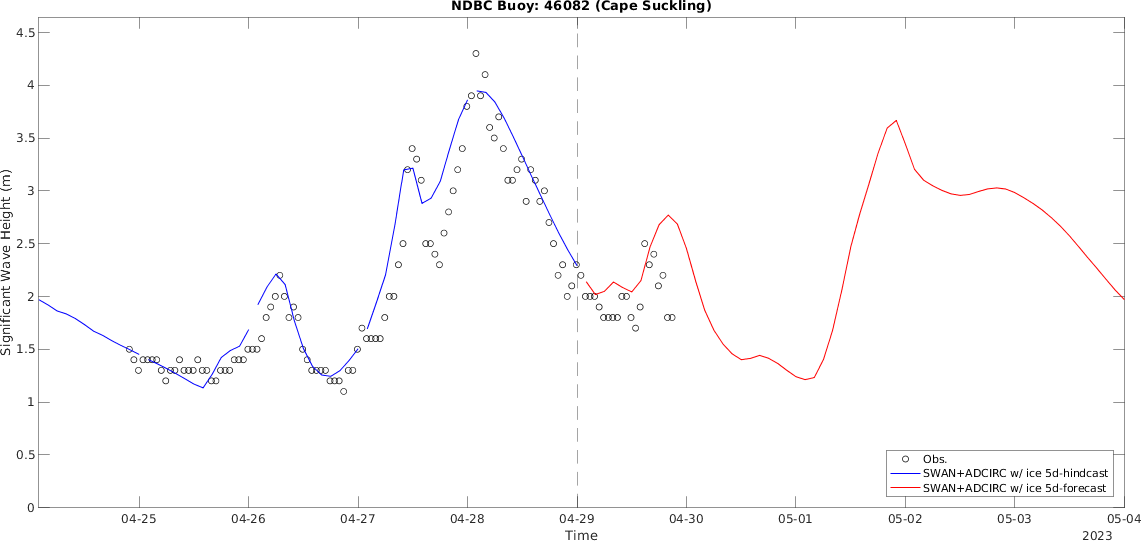 NDBC Buoy: 46082 (Cape Suckling)
4.5
4
3.5
3
2.5
2
1.5
1
0.5
0
Significant Wave Height (m)
Obs.
SWAN+ADCIRC w/ ice 5d-hindcast
SWAN+ADCIRC w/ ice 5d-forecast
04-25 04-26 04-27 04-28 04-29 04-30 05-01 05-02 05-03 05-04
Time
2023